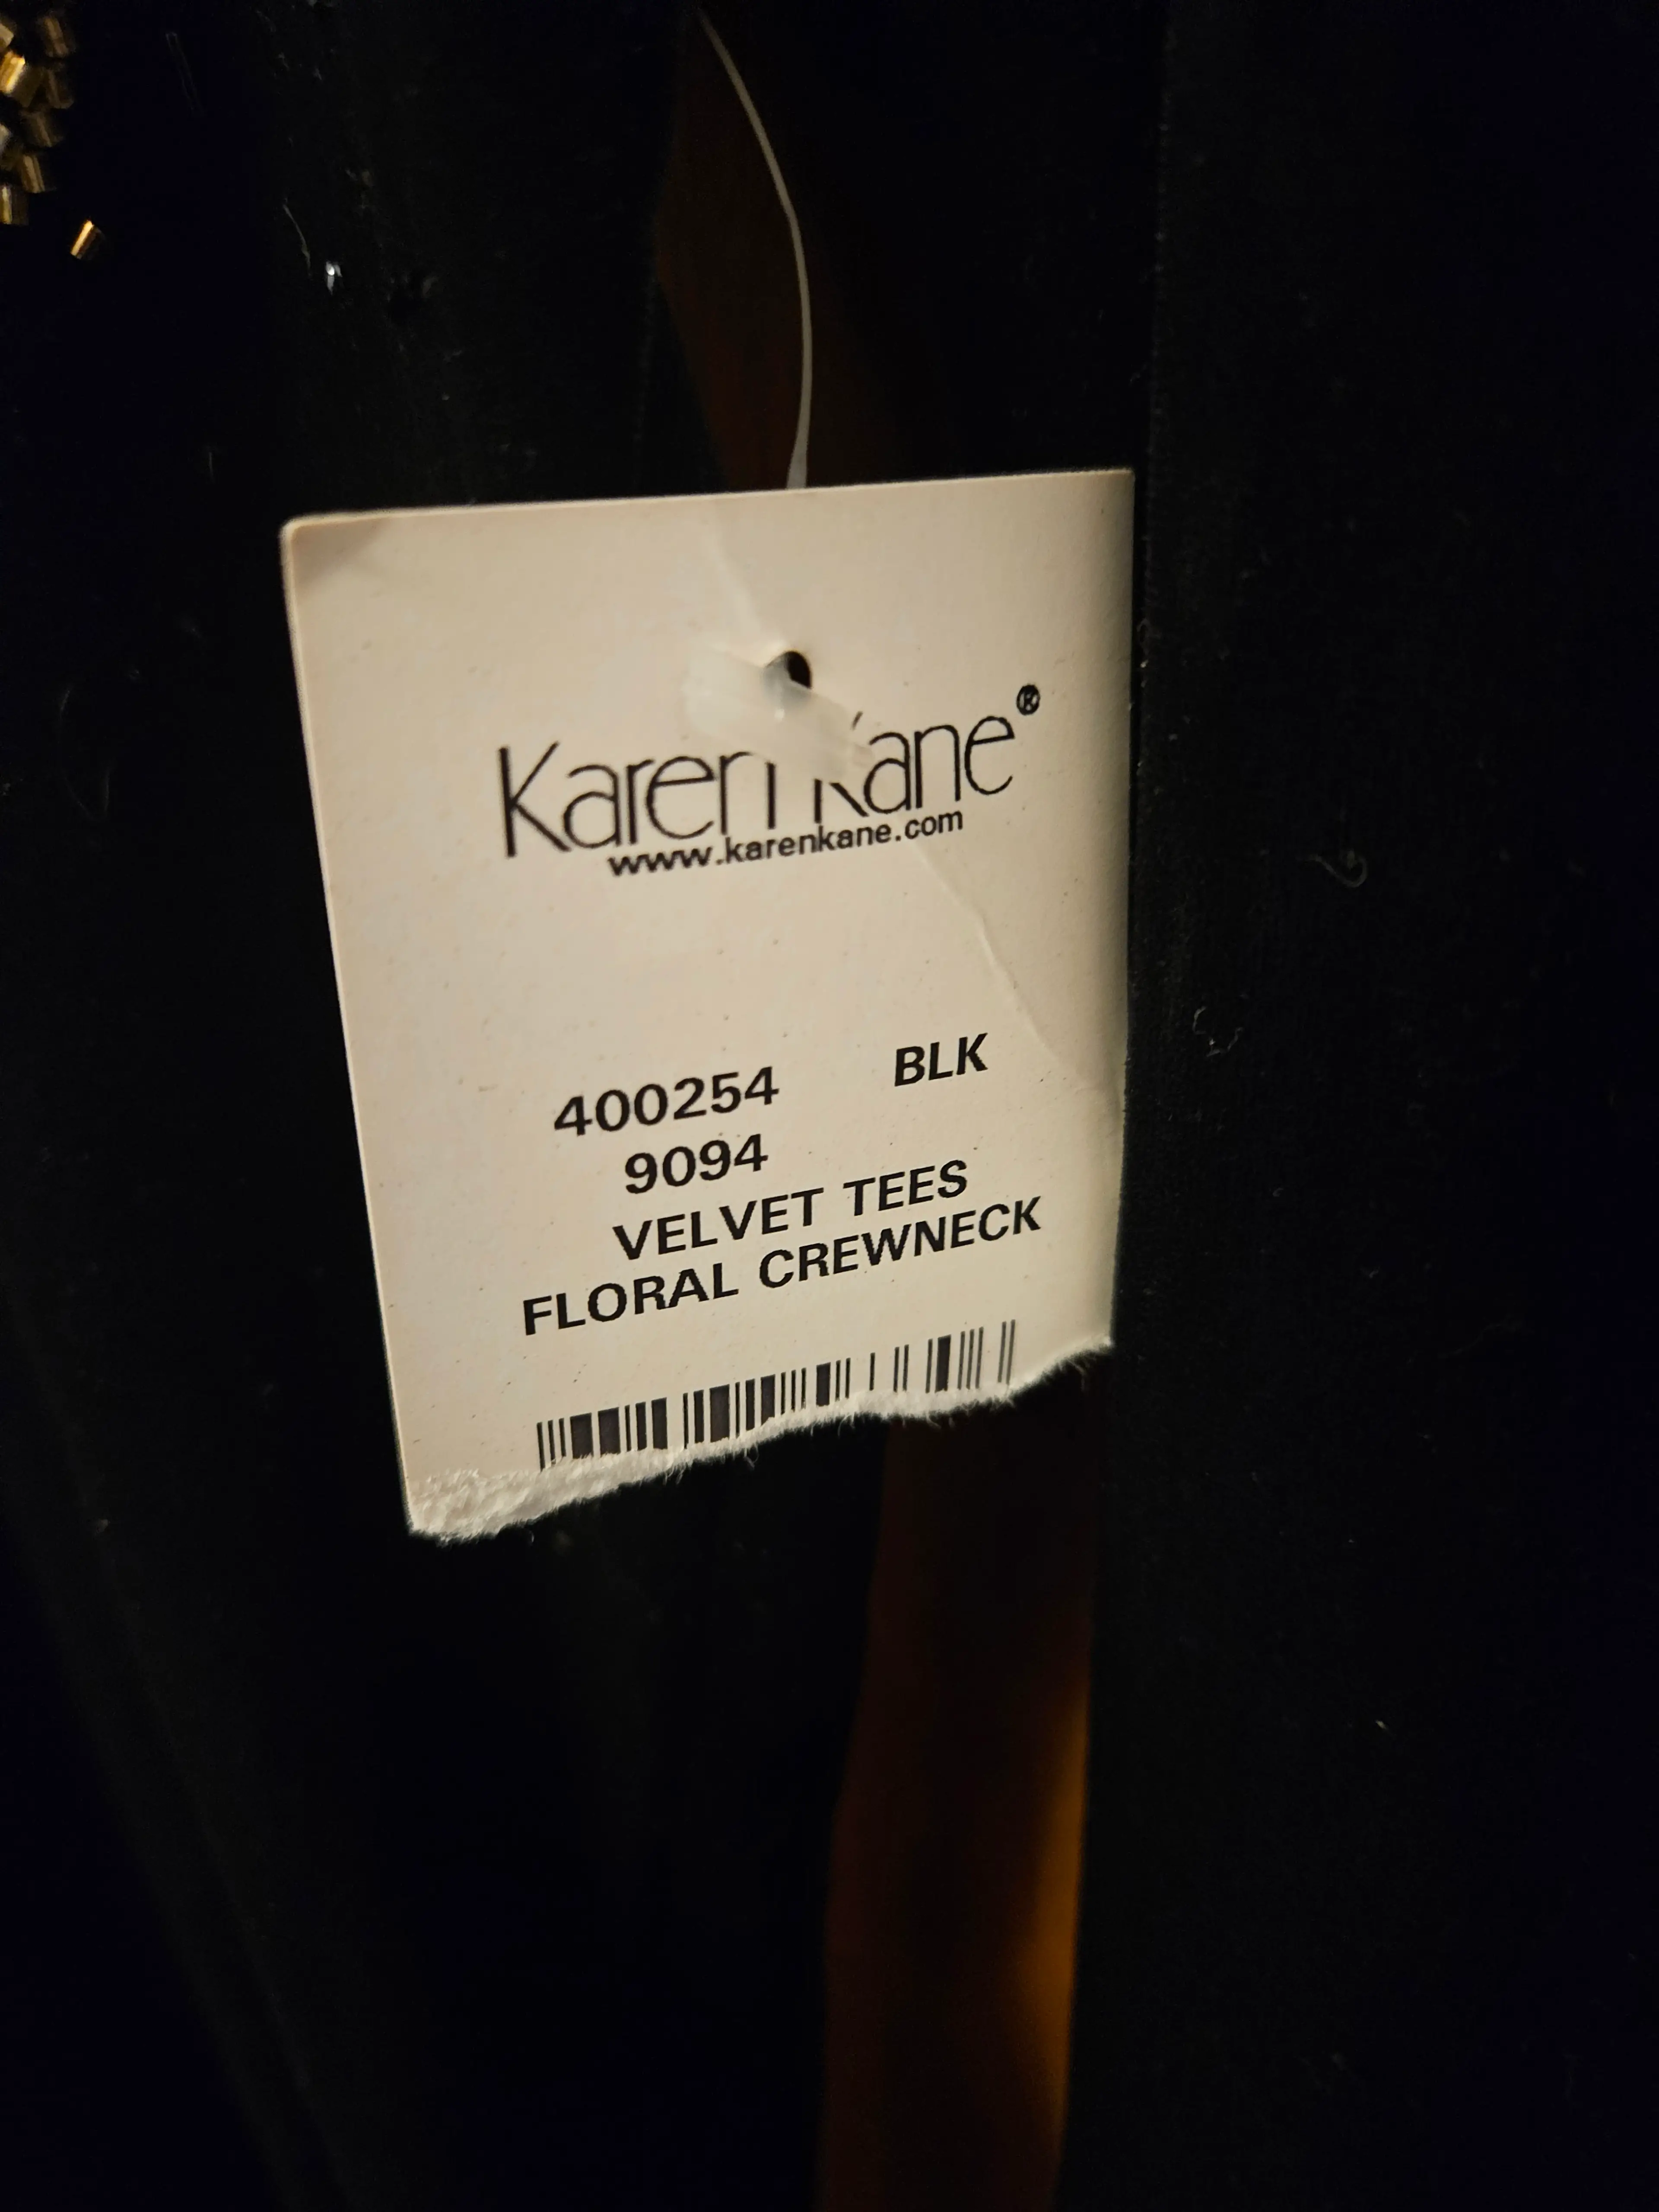 Karen Kane®
www.karenkane.com
400254 BLK
9094
VELVET TEES
FLORAL CREWNECK